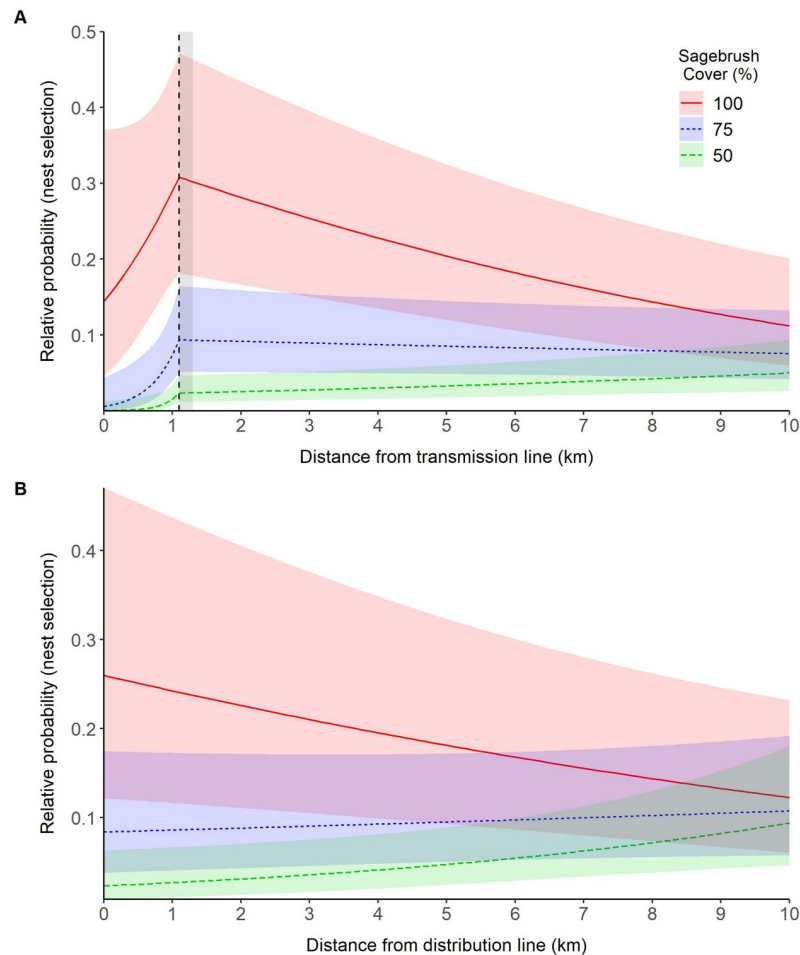 A
Relative probability (nest selection)
0.5
0.4
0.3
0.2
0.1
Sagebrush
Cover (%)
100
75
50
0 1 2 3 4 5 6 7 8 9 10
Distance from transmission line (km)
B
Relative probability (nest selection)
0.4
0.3
0.2
0.1
0 1 2 3 4 5 6 7 8 9 10
Distance from distribution line (km)